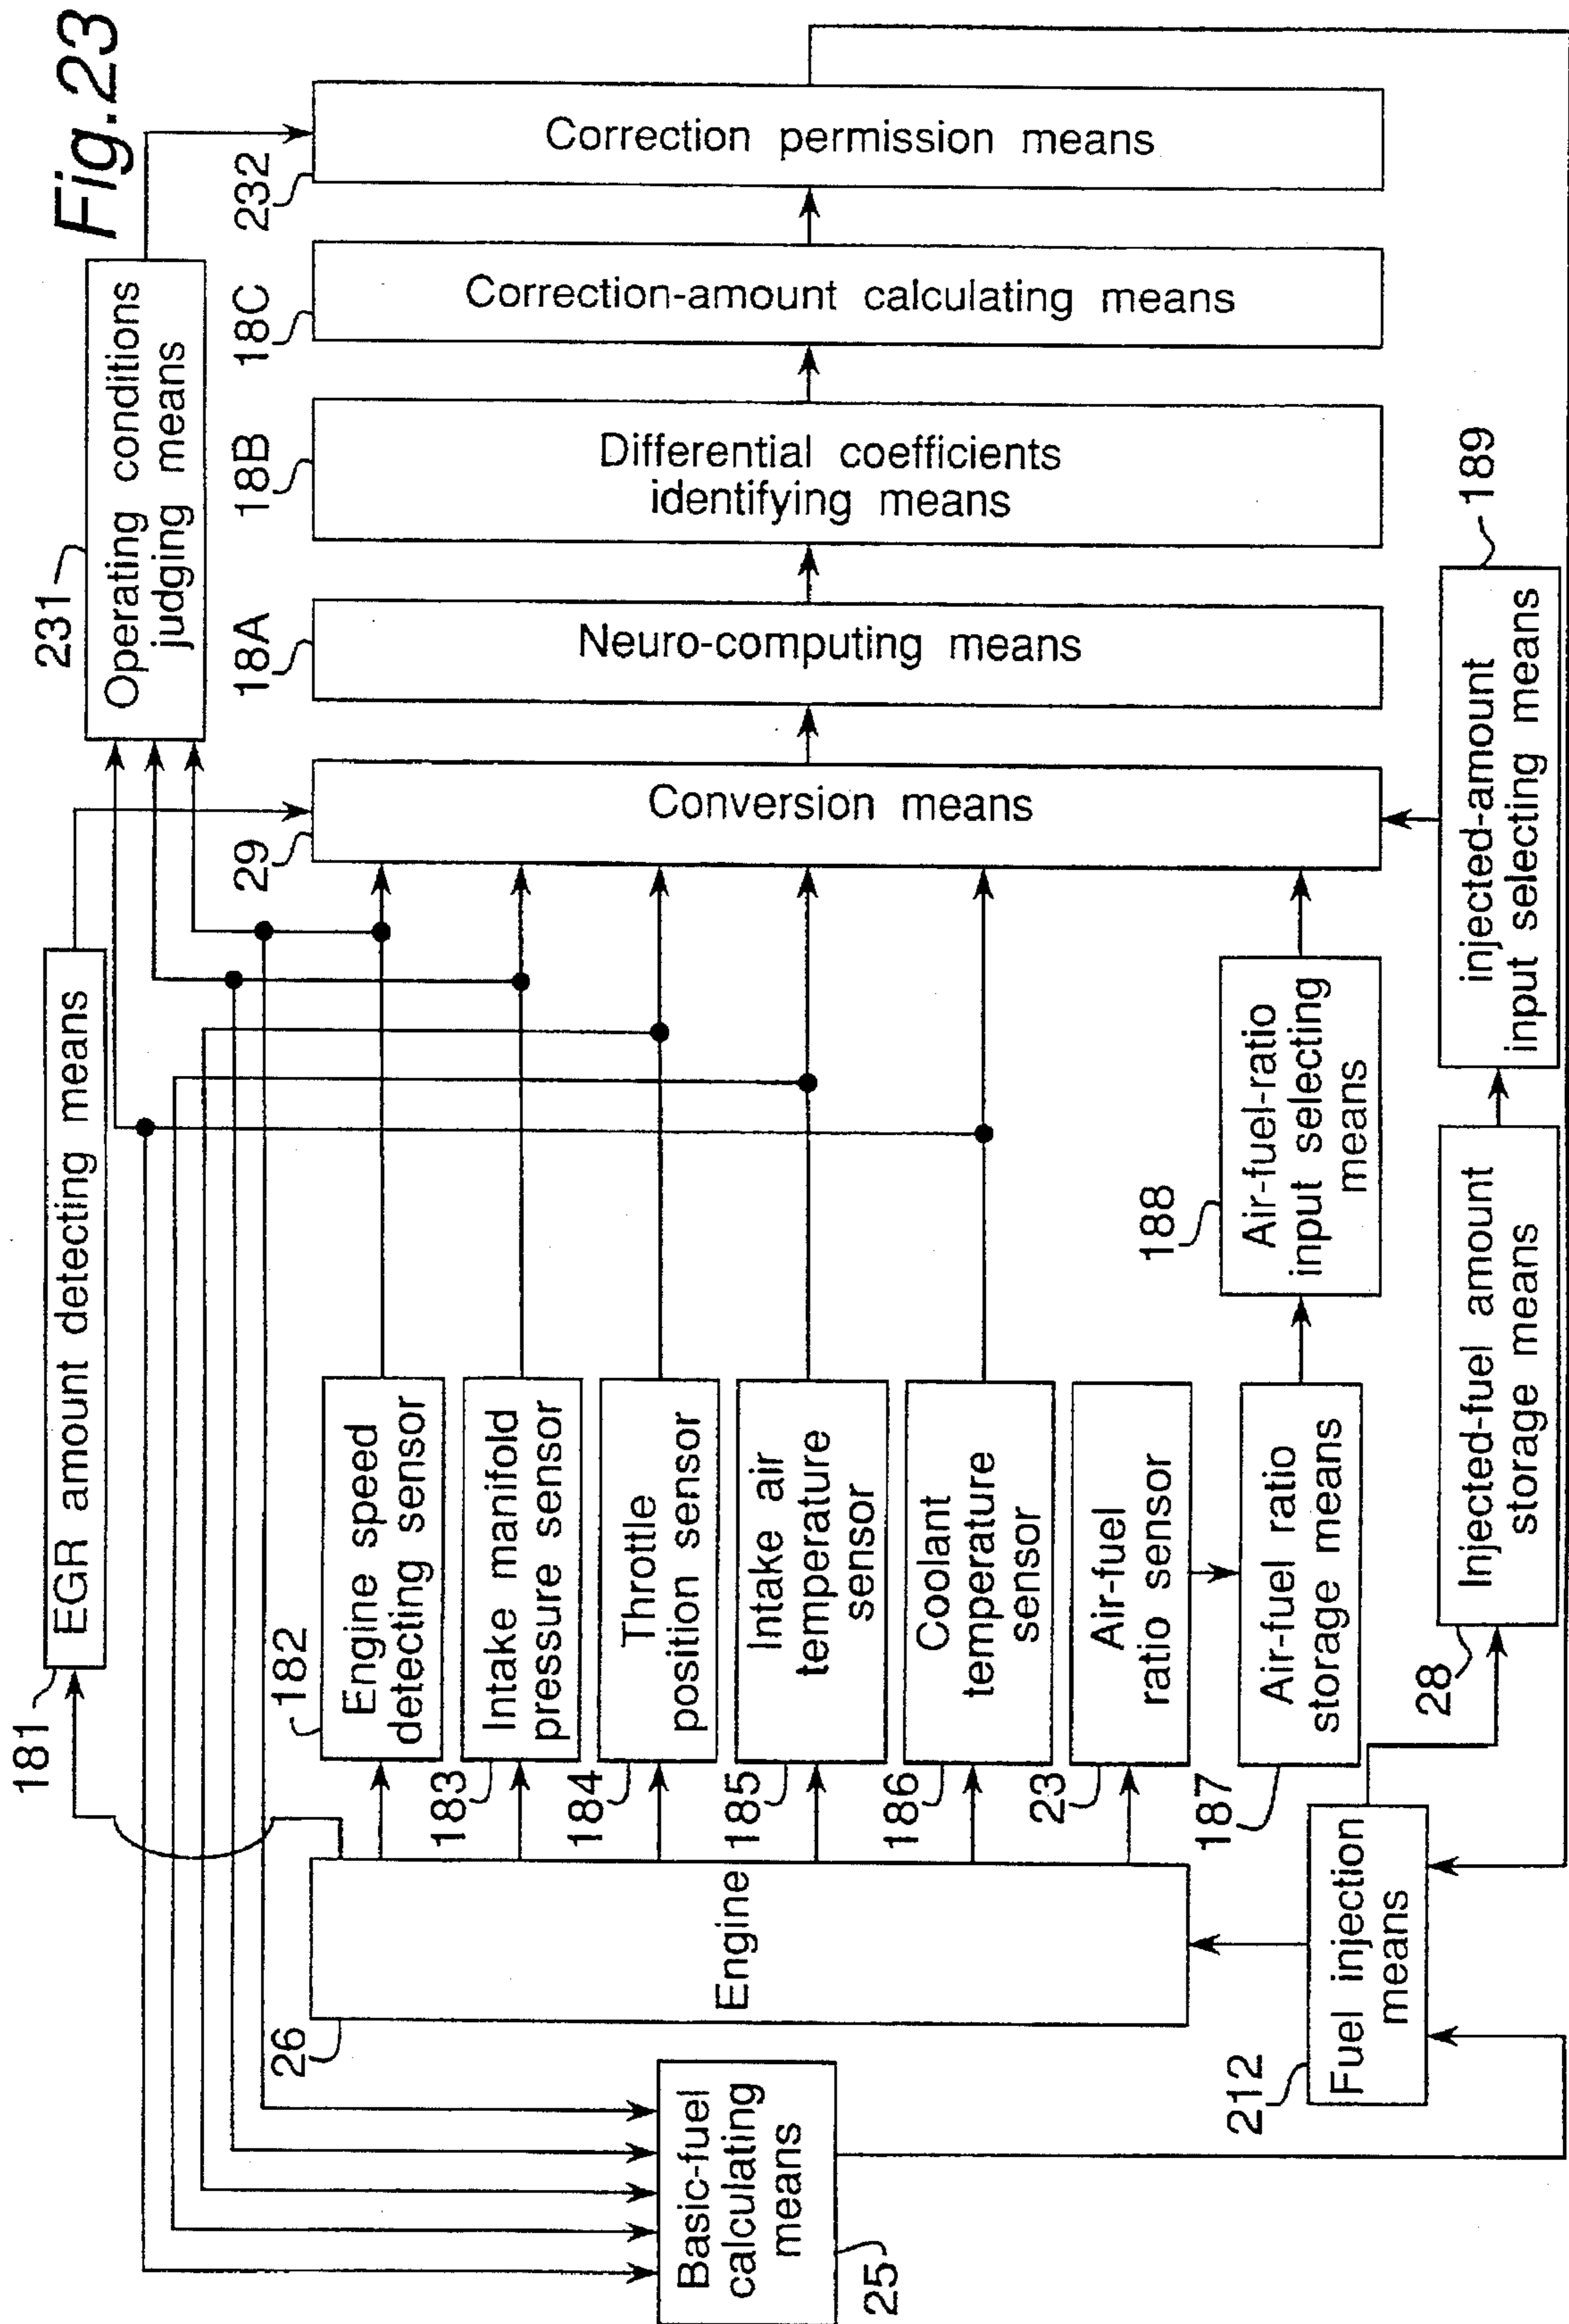 Fig.23
181
EGR amount detecting means
231
Operating conditions
judging means
25
Basic-fuel
calculating
means
26
Engine
182
Engine speed
detecting sensor
183
Intake manifold
pressure sensor
184
Throttle
position sensor
185
Intake air
temperature
sensor
186
Coolant
temperature
sensor
23
Air-fuel
ratio sensor
187
Air-fuel ratio
storage means
188
Air-fuel-ratio
input selecting
means
212
Fuel injection
means
28
Injected-fuel amount
storage means
189
injected-amount
input selecting means
29
Conversion means
18A
Neuro-computing means
18B
Differential coefficients
identifying means
18C
Correction-amount calculating means
232
Correction permission means